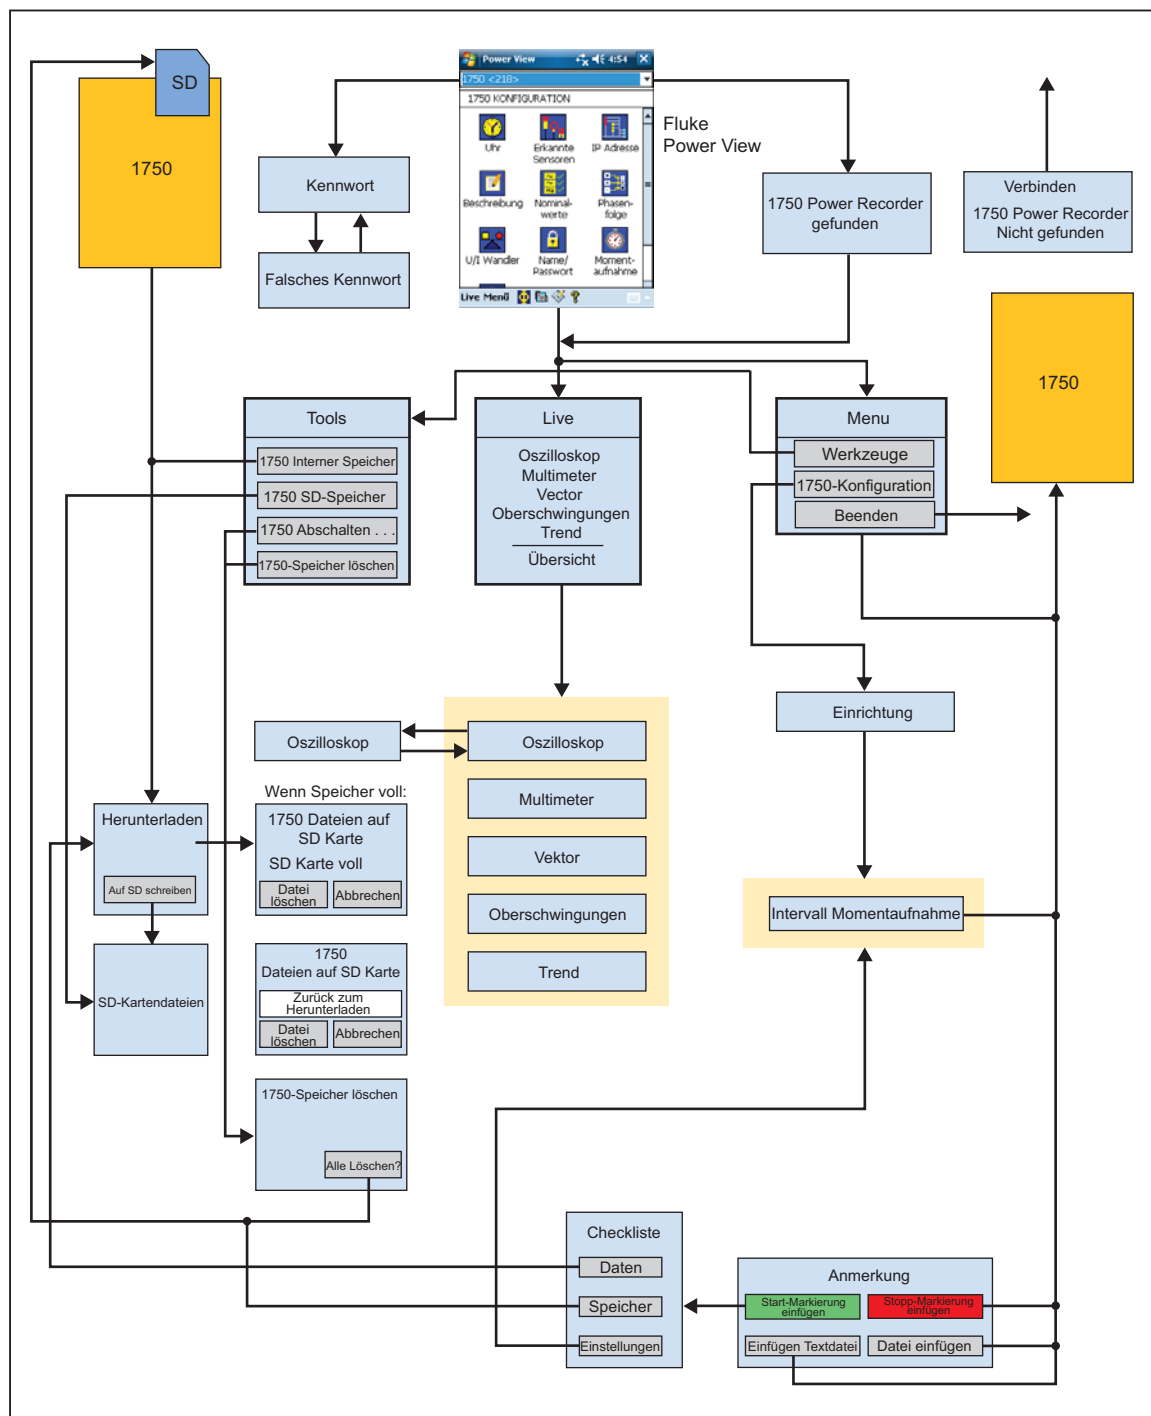 SD
1750
Power View
4:54
1750 <218>
1750 KONFIGURATION
Uhr
Erkannte
Sensoren
IP Adresse
Beschreibung
Nominal-
werte
Phasen-
folge
U/I Wandler
Name/
Passwort
Moment-
aufnahme
Live Menü
Fluke
Power View
Kennwort
Falsches Kennwort
1750 Power Recorder
gefunden
Verbinden
1750 Power Recorder
Nicht gefunden
1750
Tools
1750 Interner Speicher
1750 SD-Speicher
1750 Abschalten . . .
1750-Speicher löschen
Live
Oszilloskop
Multimeter
Vector
Oberschwingungen
Trend
Übersicht
Menu
Werkzeuge
1750-Konfiguration
Beenden
Einrichtung
Oszilloskop
Oszilloskop
Multimeter
Vektor
Oberschwingungen
Trend
Wenn Speicher voll:
Herunterladen
Auf SD schreiben
1750 Dateien auf
SD Karte
SD Karte voll
Datei
löschen
Abbrechen
Intervall Momentaufnahme
SD-Kartendateien
1750
Dateien auf SD Karte
Zurück zum
Herunterladen
Datei
löschen
Abbrechen
1750-Speicher löschen
Alle Löschen?
Checkliste
Daten
Speicher
Einstellungen
Anmerkung
Start-Markierung
einfügen
Stopp-Markierung
einfügen
Einfügen Textdatei
Datei einfügen